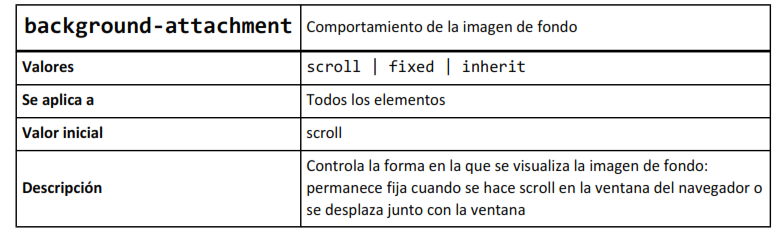 background-attachment Comportamiento de la imagen de fondo
Valores scroll | fixed | inherit
Se aplica a Todos los elementos
Valor inicial scroll
Descripción Controla la forma en la que se visualiza la imagen de fondo:
permanece fija cuando se hace scroll en la ventana del navegador o
se desplaza junto con la ventana